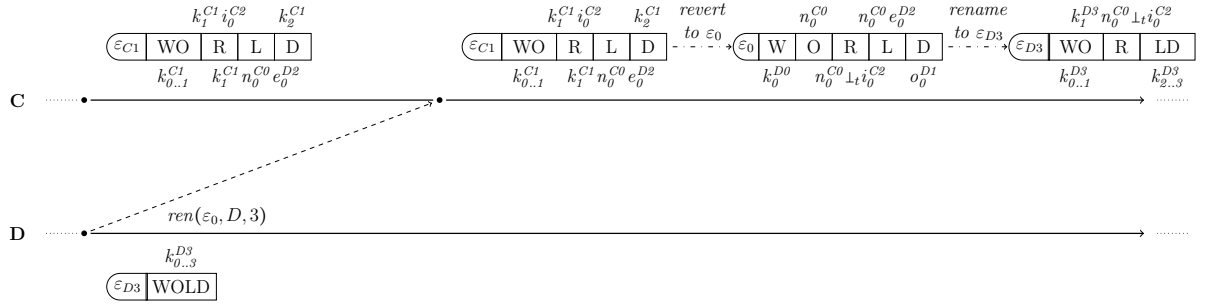 k_1^{C1} i_0^{C2} k_2^{C1} k_1^{C1} i_0^{C2} k_2^{C1} revert n_0^{C0} n_0^{C0} e_0^{D2} rename k_1^{D3} n_0^{C0} ⊥_t i_0^{C2}
to ε_0 to ε_{D3}
ε_{C1} WO R L D ε_{C1} WO R L D ε_0 W O R L D ε_{D3} WO R LD
k_{0..1}^{C1} k_1^{C1} n_0^{C0} e_0^{D2} k_{0..1}^{C1} k_1^{C1} n_0^{C0} e_0^{D2} k_0^{D0} n_0^{C0} ⊥_t i_0^{C2} o_0^{D1} k_{0..1}^{D3} k_{2..3}^{D3}
C
ren(ε_0, D, 3)
D
k_{0..3}^{D3}
ε_{D3} WOLD